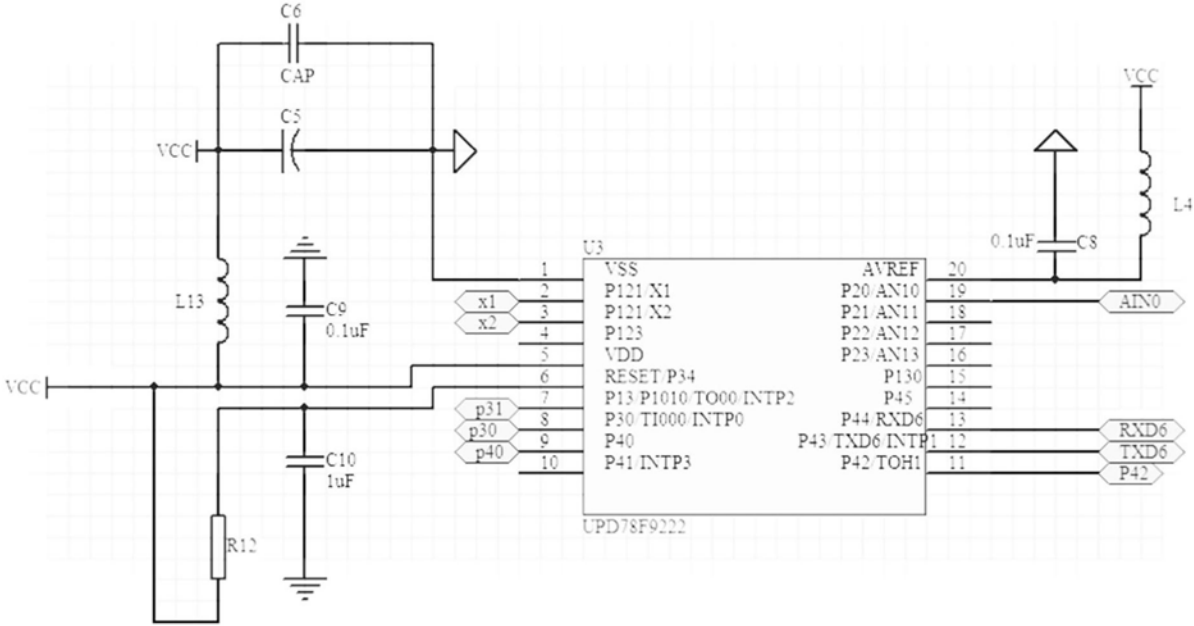 C6
CAP
C5
VCC
VCC
L4
0.1uF C8
U3
L13
C9
0.1uF
1 VSS AVREF 20
2 P121/X1 P20/AN10 19
3 P121/X2 P21/AN11 18
4 P123 P22/AN12 17
5 VDD P23/AN13 16
6 RESET/P34 P130 15
7 P13/P1010/TO00/INTP2 P45 14
8 P30/TI000/INTP0 P44/RXD6 13
9 P40 P43/TXD6/INTP1 12
10 P41/INTP3 P42/TOH1 11
x1
x2
AIN0
VCC
p31
p30
p40
RXD6
TXD6
P42
C10
1uF
UPD78F9222
R12